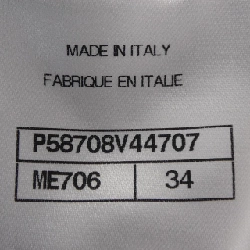 MADE IN ITALY
FABRIQUE EN ITALIE
P58708V44707
ME706 34